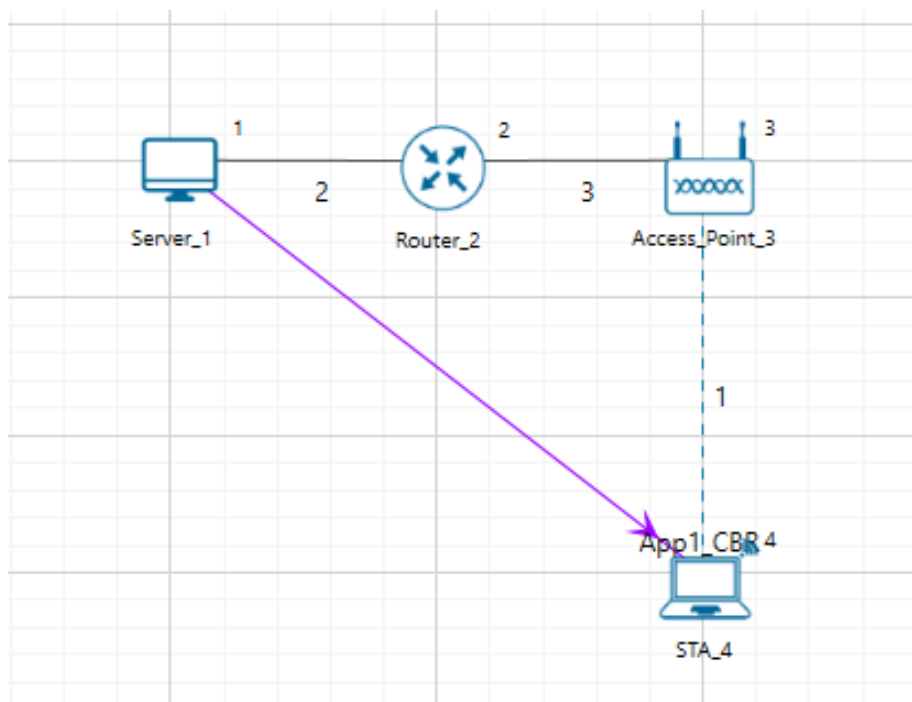 1
2
3
2
3
Server_1
Router_2
Access_Point_3
1
App1_CBR
4
STA_4